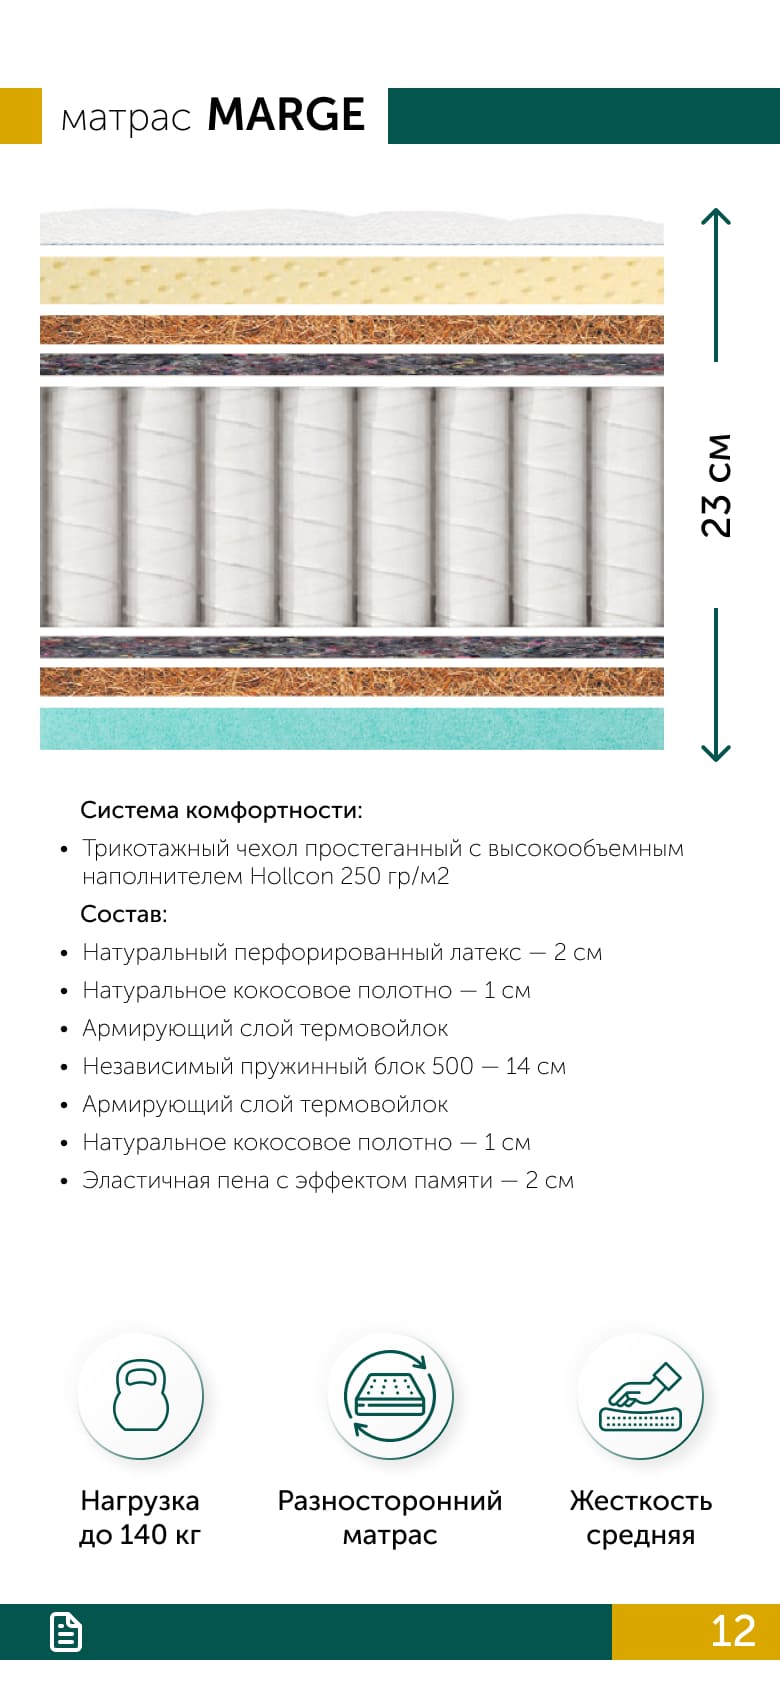 матрас MARGE
23 см
Система комфортности:
• Трикотажный чехол простеганный с высокообъемным
наполнителем Hollcon 250 гр/м2
Состав:
• Натуральный перфорированный латекс — 2 см
• Натуральное кокосовое полотно — 1 см
• Армирующий слой термовойлок
• Независимый пружинный блок 500 — 14 см
• Армирующий слой термовойлок
• Натуральное кокосовое полотно — 1 см
• Эластичная пена с эффектом памяти — 2 см
Нагрузка
до 140 кг
Разносторонний
матрас
Жесткость
средняя
12